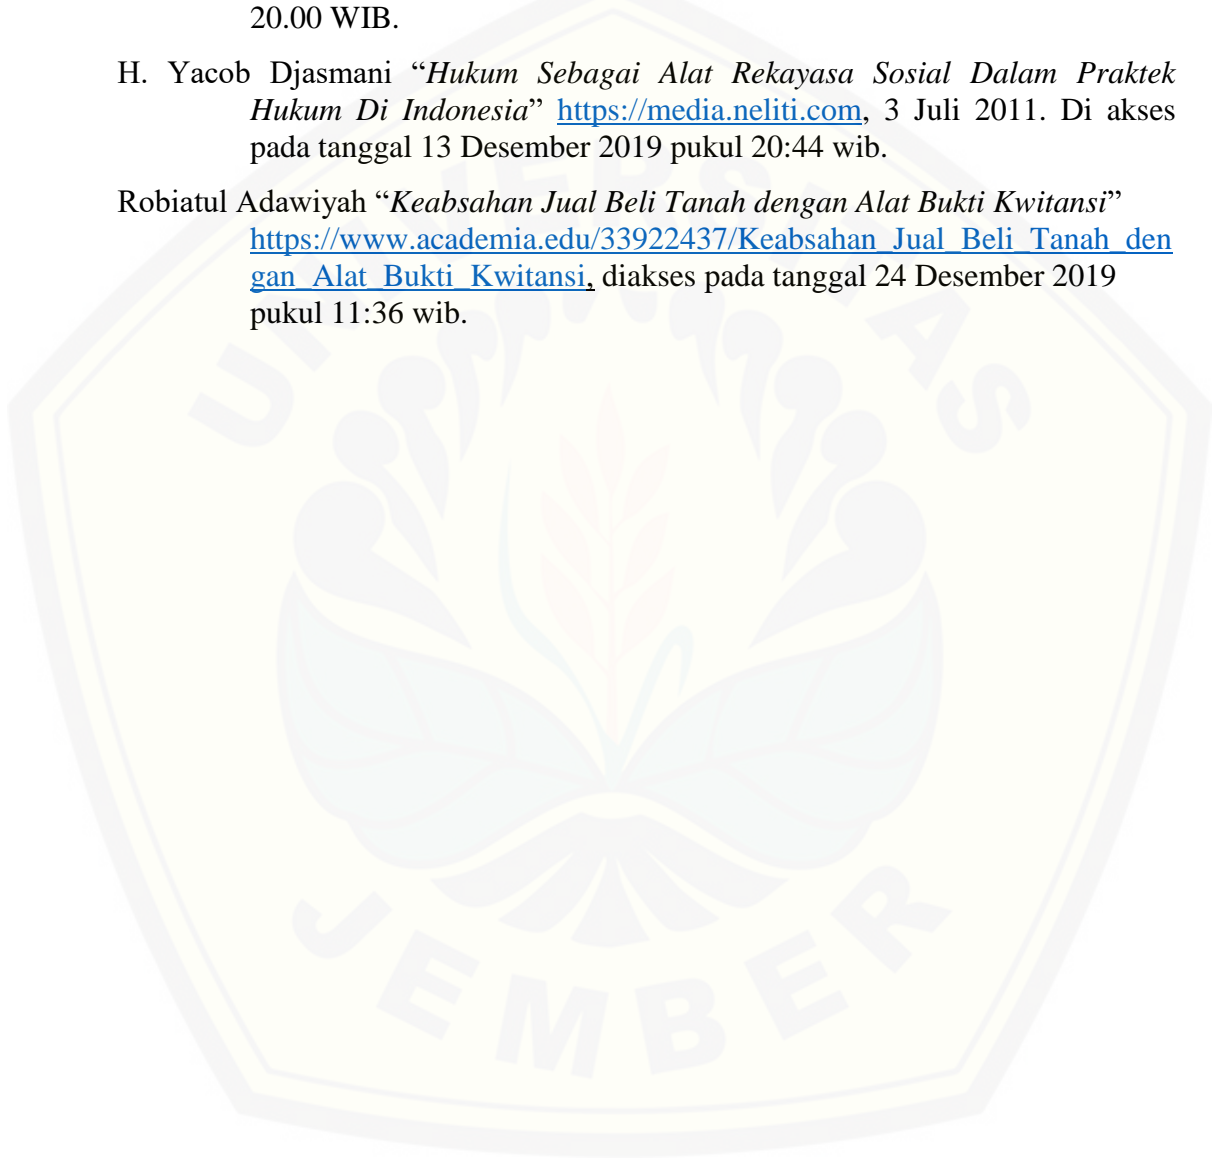 20.00 WIB.
H. Yacob Djasmani “Hukum Sebagai Alat Rekayasa Sosial Dalam Praktek
Hukum Di Indonesia” https://media.neliti.com, 3 Juli 2011. Di akses
pada tanggal 13 Desember 2019 pukul 20:44 wib.
Robiatul Adawiyah “Keabsahan Jual Beli Tanah dengan Alat Bukti Kwitansi”
https://www.academia.edu/33922437/Keabsahan_Jual_Beli_Tanah_den
gan_Alat_Bukti_Kwitansi, diakses pada tanggal 24 Desember 2019
pukul 11:36 wib.
UNIVERSITAS
JEMBER